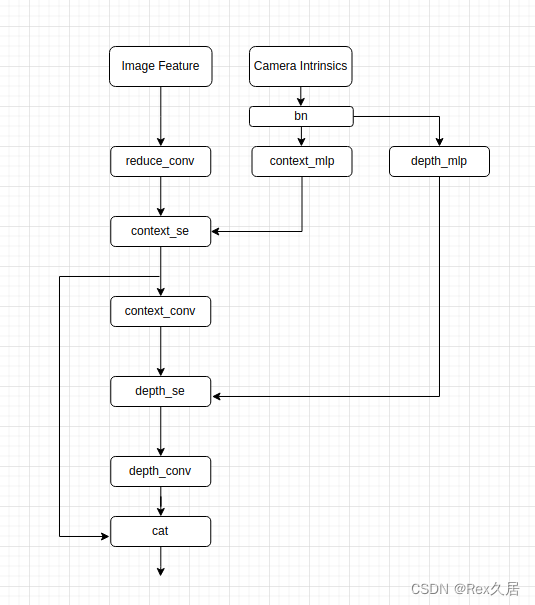 Image Feature
Camera Intrinsics
bn
reduce_conv
context_mlp
depth_mlp
context_se
context_conv
depth_se
depth_conv
cat
CSDN @Rex久居